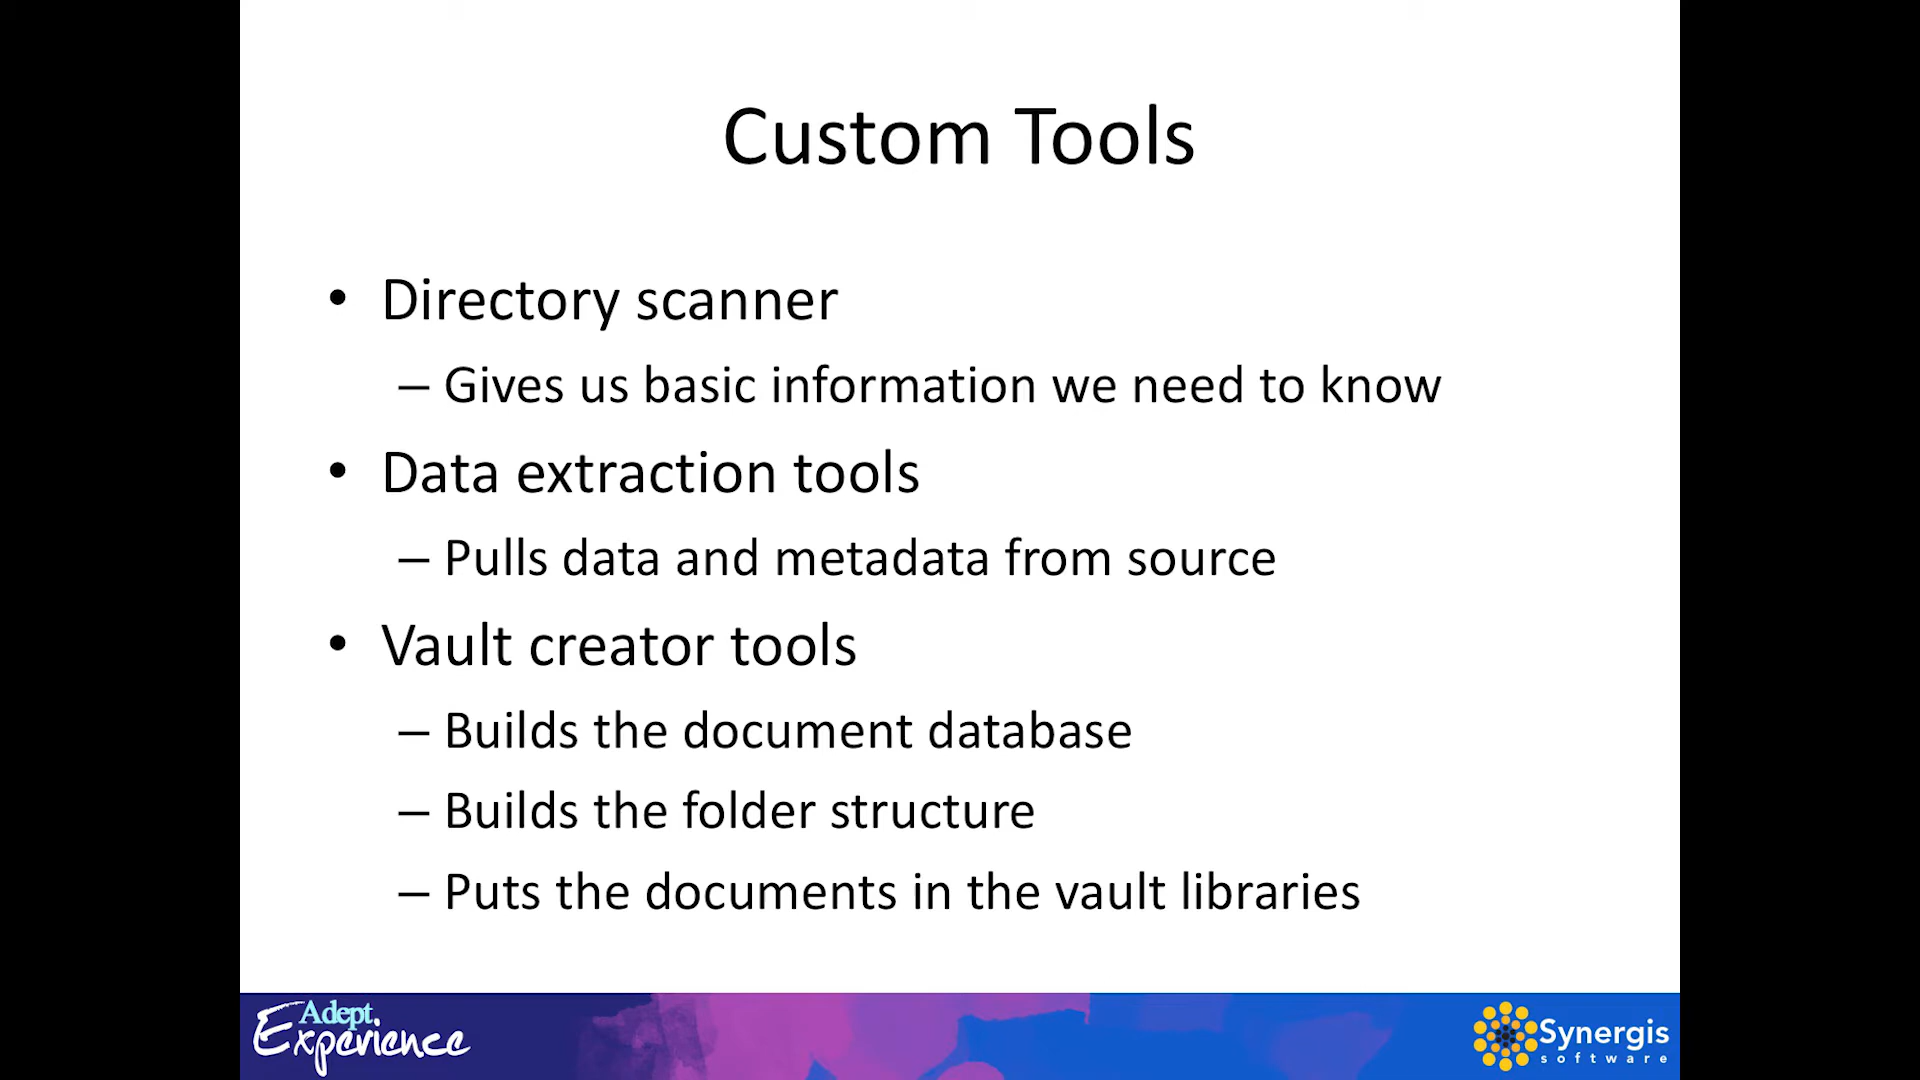 Custom Tools
• Directory scanner
– Gives us basic information we need to know
• Data extraction tools
– Pulls data and metadata from source
• Vault creator tools
– Builds the document database
– Builds the folder structure
– Puts the documents in the vault libraries
Adept
Experience
Synergis
software